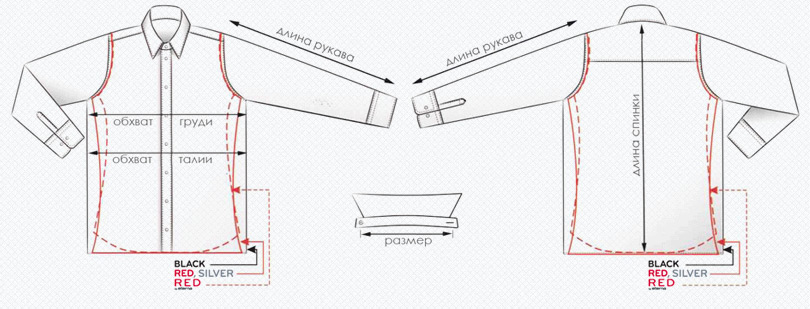 длина рукава
длина рукава
обхват груди
обхват талии
длина спинки
6
размер
BLACK
RED, SILVER
RED
BLACK
RED, SILVER
RED